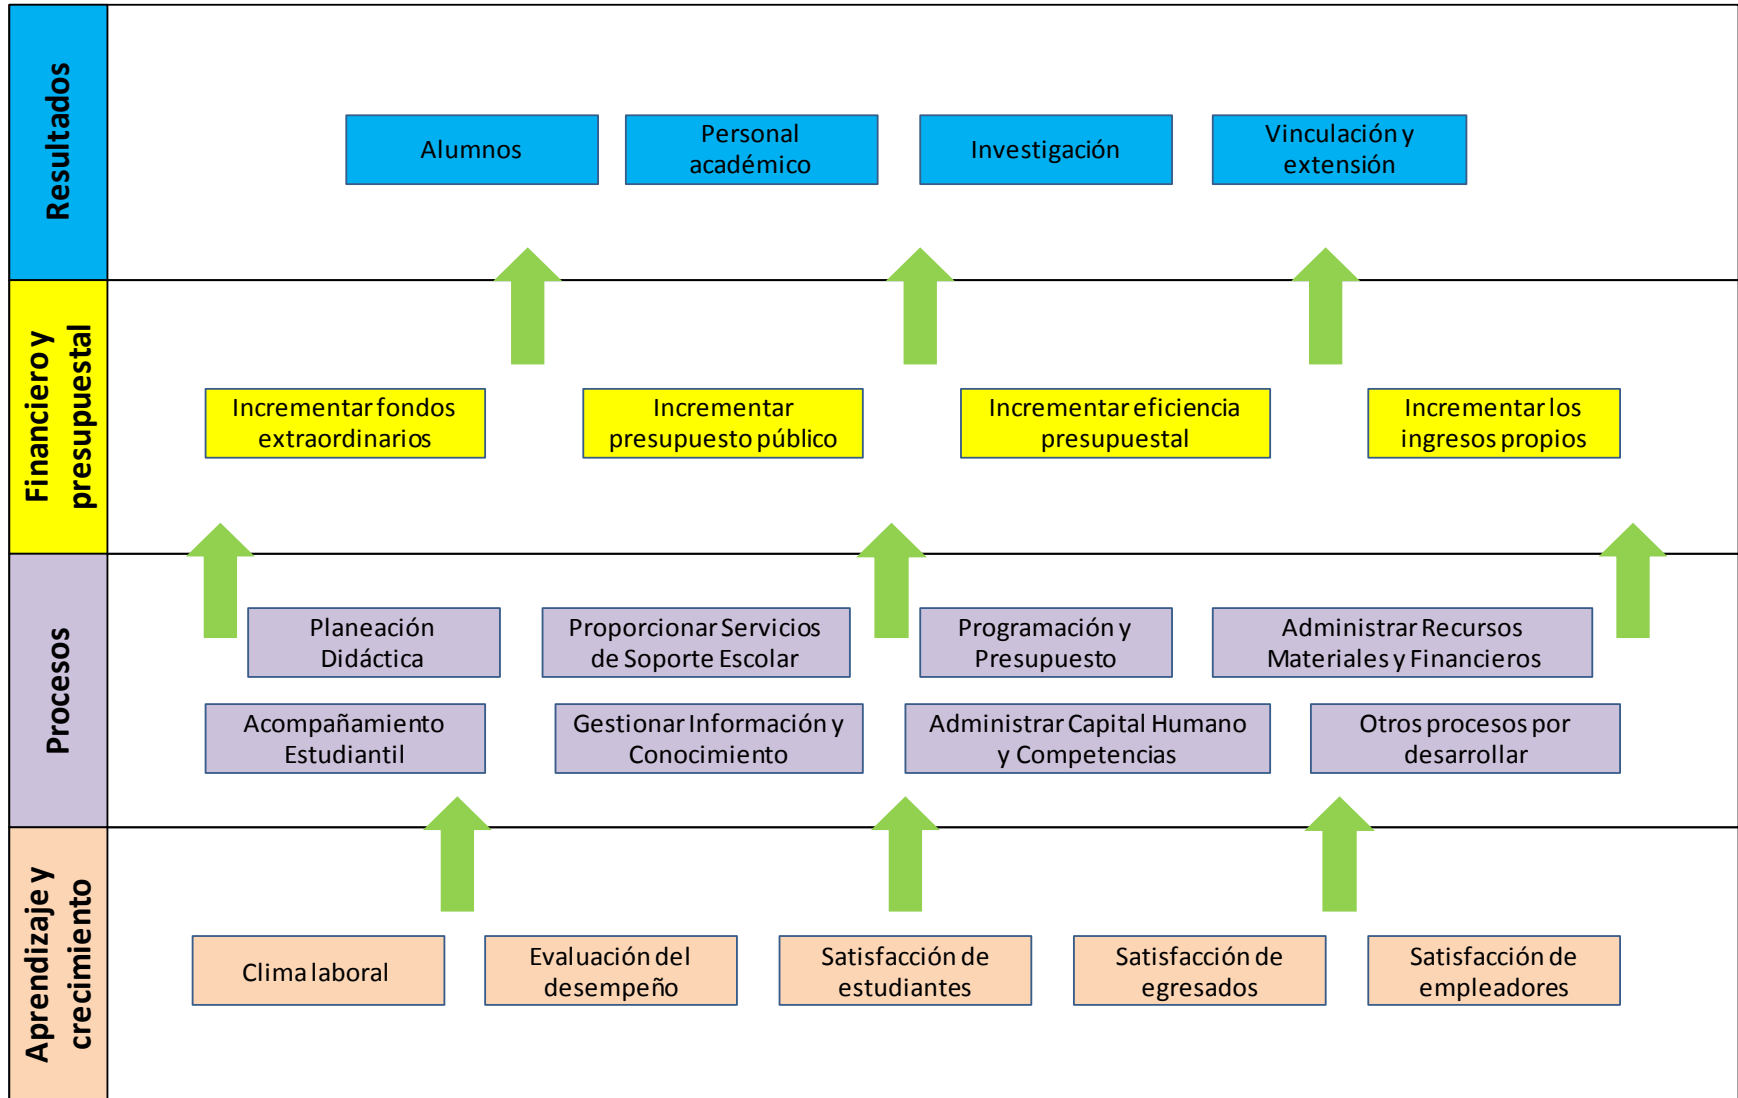 Resultados
Alumnos
Personal
académico
Investigación
Vinculación y
extensión
Financiero y
presupuestal
Incrementar fondos
extraordinarios
Incrementar
presupuesto público
Incrementar eficiencia
presupuestal
Incrementar los
ingresos propios
Procesos
Planeación
Didáctica
Proporcionar Servicios
de Soporte Escolar
Programación y
Presupuesto
Administrar Recursos
Materiales y Financieros
Acompañamiento
Estudiantil
Gestionar Información y
Conocimiento
Administrar Capital Humano
y Competencias
Otros procesos por
desarrollar
Aprendizaje y
crecimiento
Clima laboral
Evaluación del
desempeño
Satisfacción de
estudiantes
Satisfacción de
egresados
Satisfacción de
empleadores